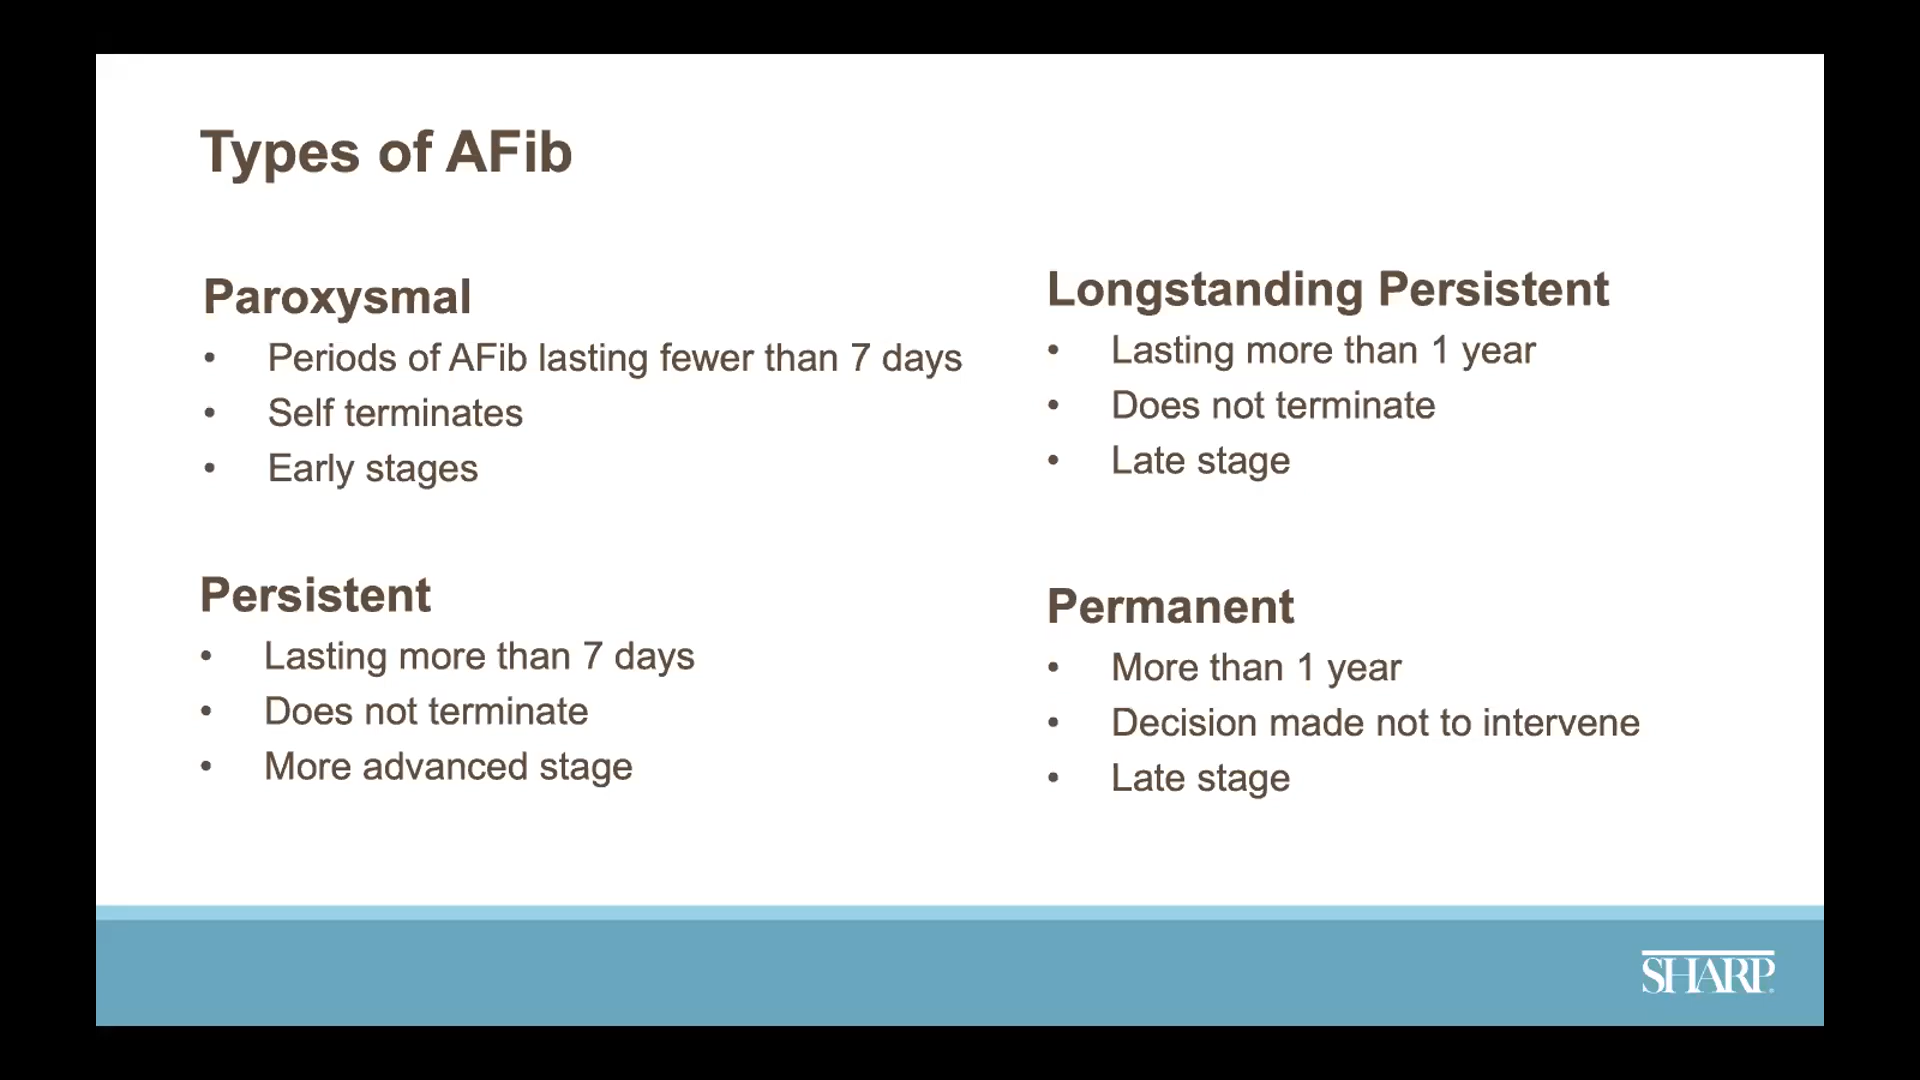 Types of AFib
Paroxysmal
• Periods of AFib lasting fewer than 7 days
• Self terminates
• Early stages
Persistent
• Lasting more than 7 days
• Does not terminate
• More advanced stage
Longstanding Persistent
• Lasting more than 1 year
• Does not terminate
• Late stage
Permanent
• More than 1 year
• Decision made not to intervene
• Late stage
SHARP